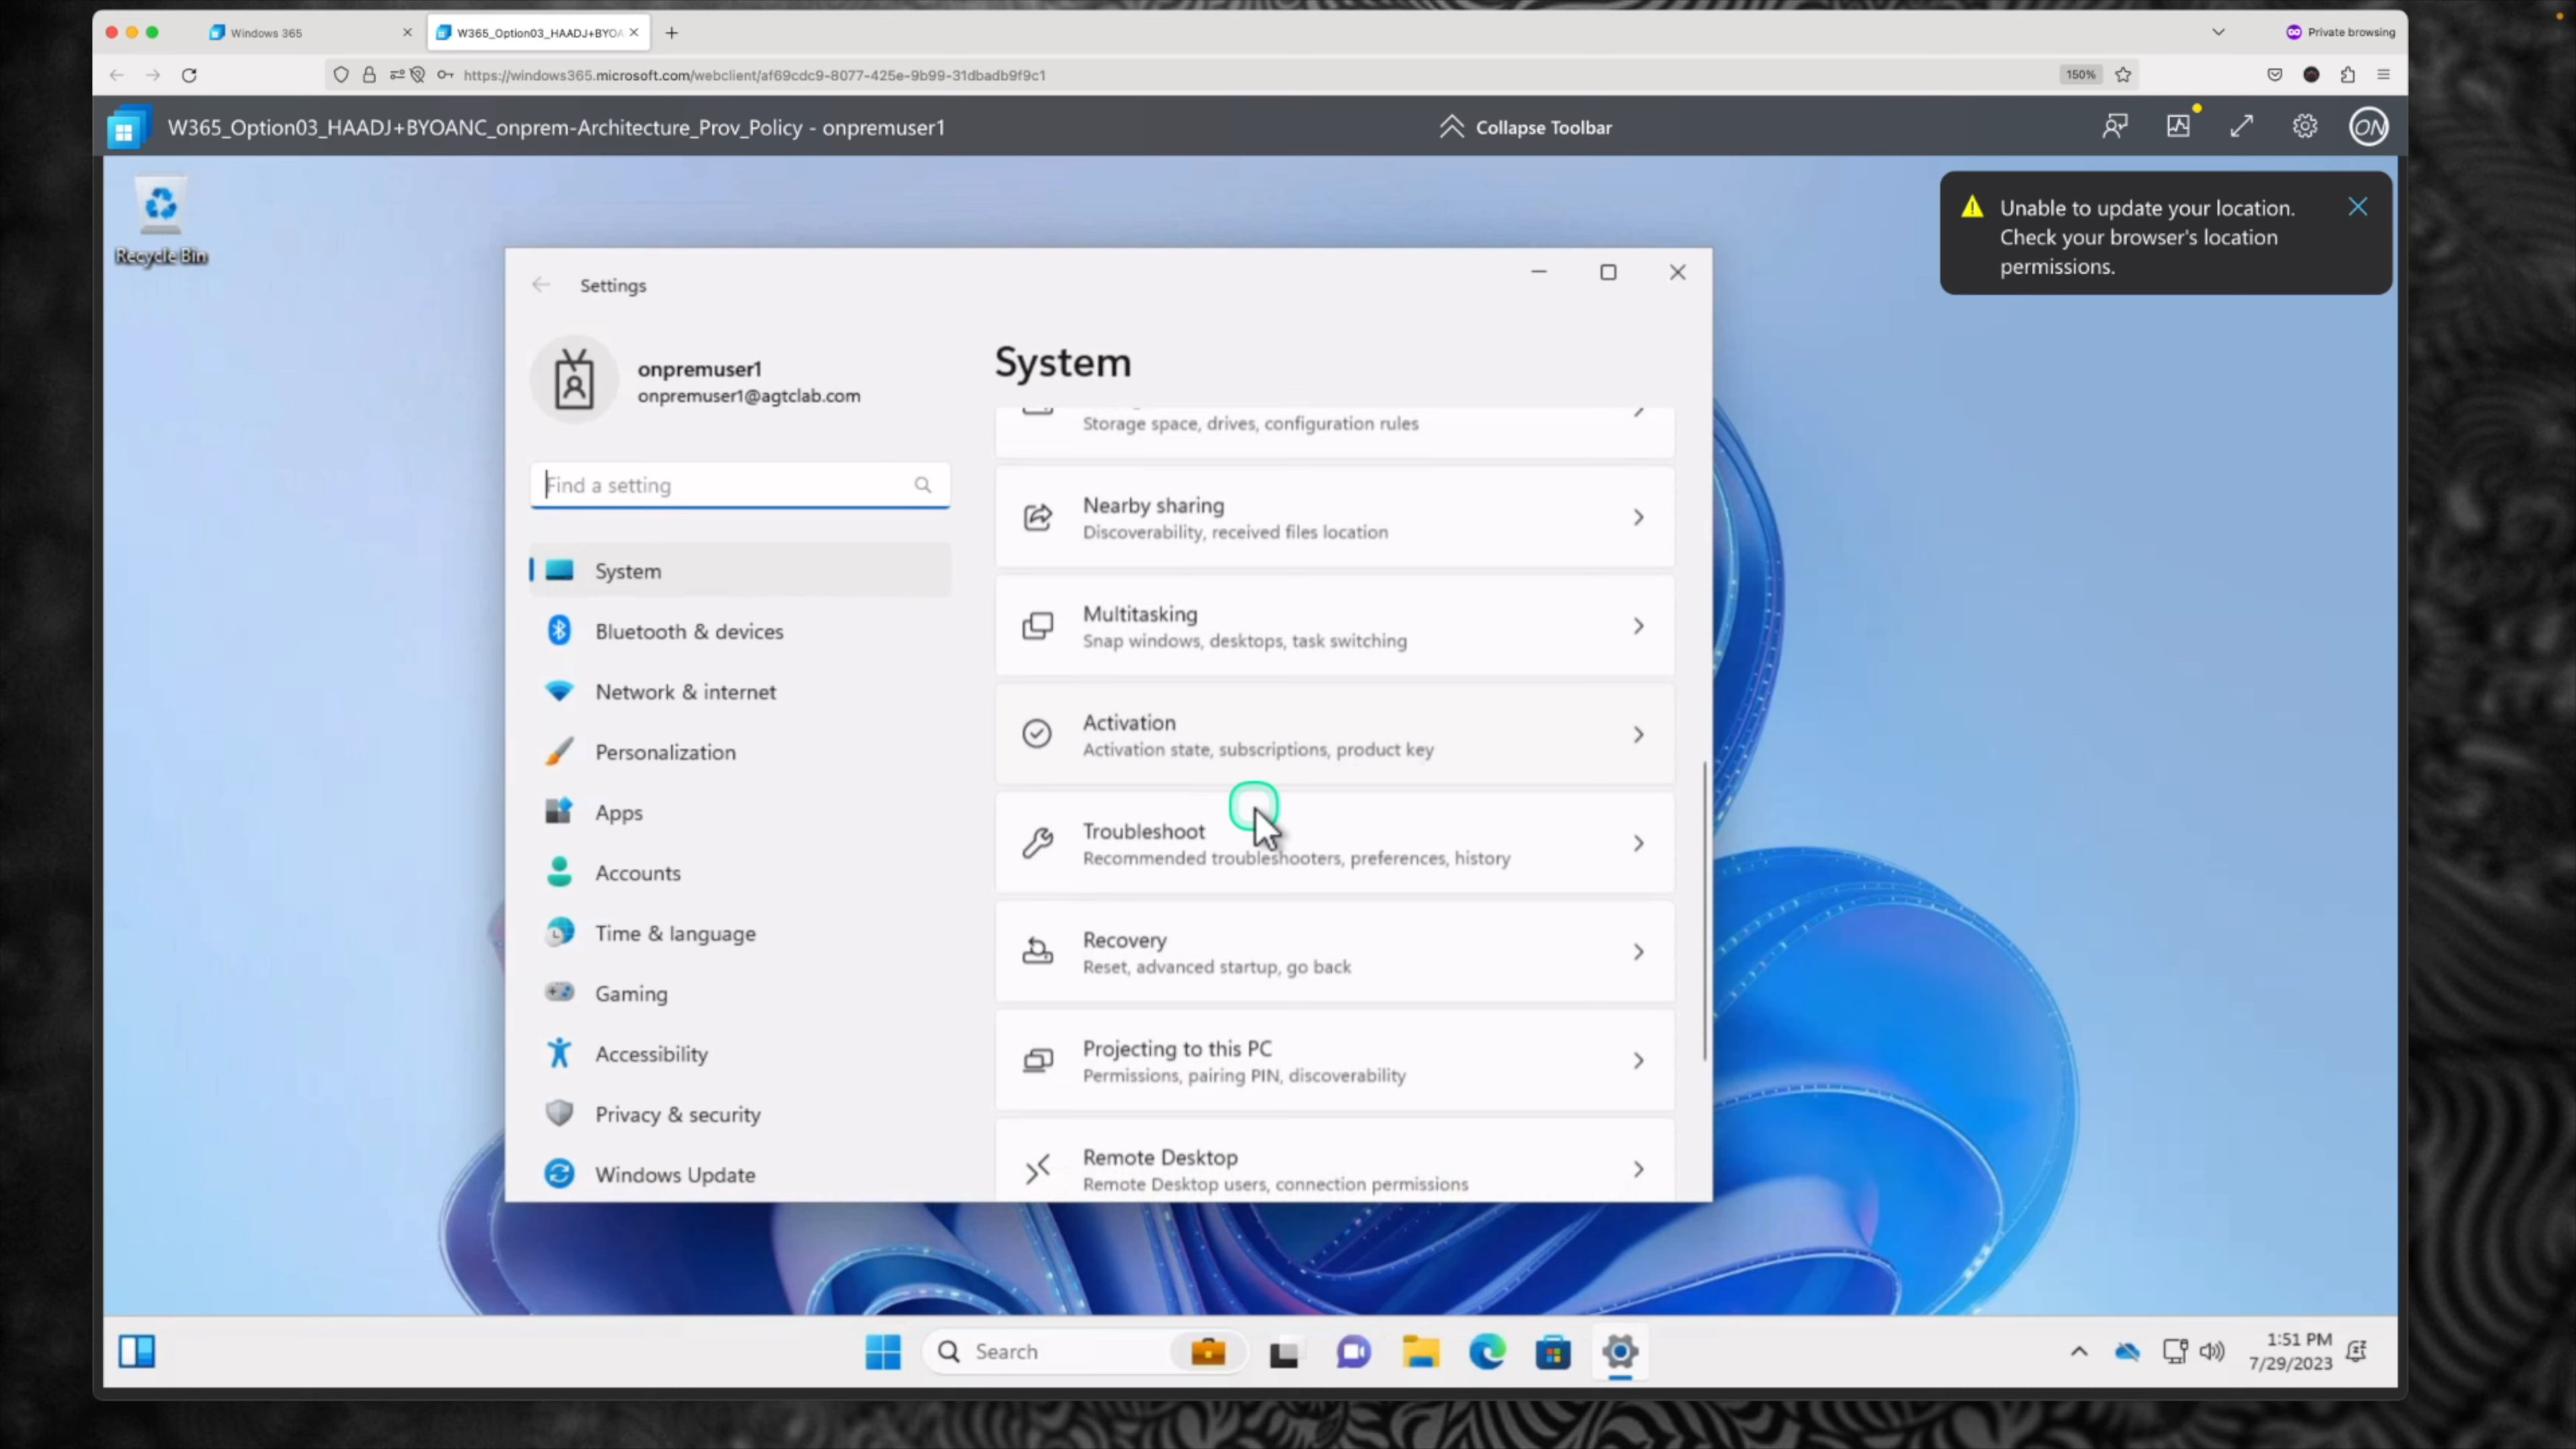 Windows 365
W365_Option03_HAADJ+BYOA
Private browsing
https://windows365.microsoft.com/webclient/af69cdc9-8077-425e-9b99-31dbadb9f9c1
150%
W365_Option03_HAADJ+BYOANC_onprem-Architecture_Prov_Policy - onpremuser1
Collapse Toolbar
ON
Recycle Bin
Unable to update your location.
Check your browser's location
permissions.
Settings
onpremuser1
onpremuser1@agtclab.com
Find a setting
System
Bluetooth & devices
Network & internet
Personalization
Apps
Accounts
Time & language
Gaming
Accessibility
Privacy & security
Windows Update
System
Storage space, drives, configuration rules
Nearby sharing
Discoverability, received files location
Multitasking
Snap windows, desktops, task switching
Activation
Activation state, subscriptions, product key
Troubleshoot
Recommended troubleshooters, preferences, history
Recovery
Reset, advanced startup, go back
Projecting to this PC
Permissions, pairing PIN, discoverability
Remote Desktop
Remote Desktop users, connection permissions
Search
1:51 PM
7/29/2023